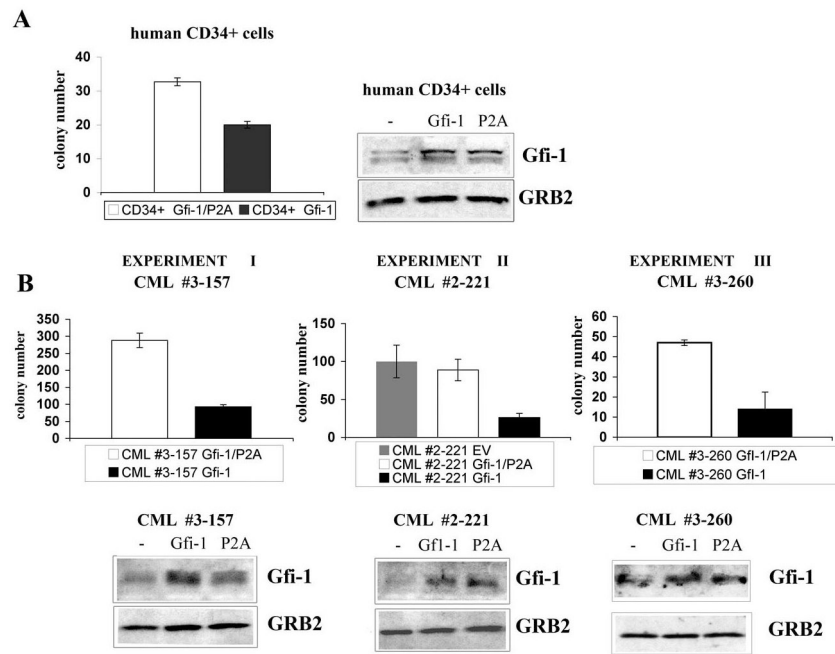 A
human CD34+ cells
colony number
40
30
20
10
0
CD34+ Gfi-1/P2A CD34+ Gfi-1
human CD34+ cells
- Gfi-1 P2A
Gfi-1
GRB2
B
EXPERIMENT I
CML #3-157
colony number
350
300
250
200
150
100
50
0
CML #3-157 Gfi-1/P2A
CML #3-157 Gfi-1
EXPERIMENT II
CML #2-221
colony number
150
100
50
0
CML #2-221 EV
CML #2-221 Gfi-1/P2A
CML #2-221 Gfi-1
EXPERIMENT III
CML #3-260
colony number
60
50
40
30
20
10
0
CML #3-260 Gfl-1/P2A
CML #3-260 Gfl-1
CML #3-157
- Gfi-1 P2A
Gfi-1
GRB2
CML #2-221
- Gf1-1 P2A
Gfi-1
GRB2
CML #3-260
- Gfi-1 P2A
Gfi-1
GRB2